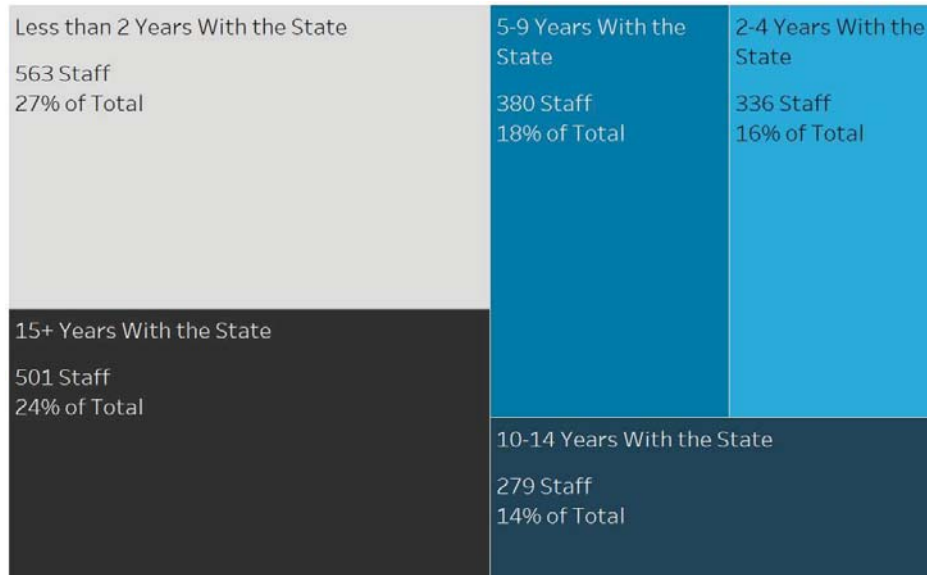 Less than 2 Years With the State
563 Staff
27% of Total
15+ Years With the State
501 Staff
24% of Total
5-9 Years With the
State
380 Staff
18% of Total
2-4 Years With the
State
336 Staff
16% of Total
10-14 Years With the State
279 Staff
14% of Total